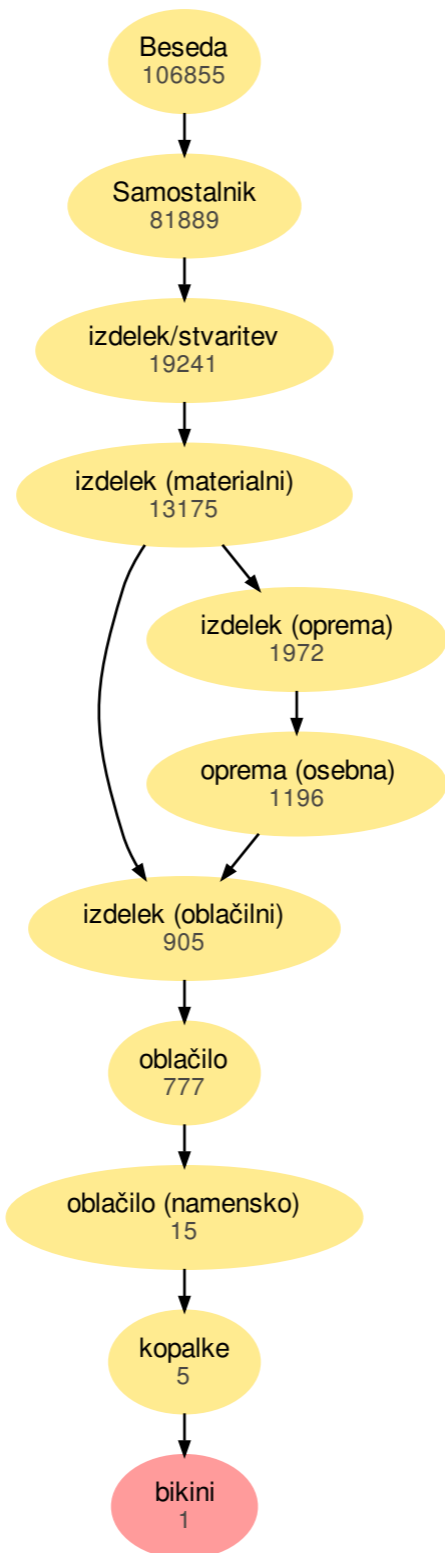 Beseda
106855
Samostalnik
81889
izdelek/stvaritev
19241
izdelek (materialni)
13175
izdelek (oprema)
1972
oprema (osebna)
1196
izdelek (oblačilni)
905
oblačilo
777
oblačilo (namensko)
15
kopalke
5
bikini
1